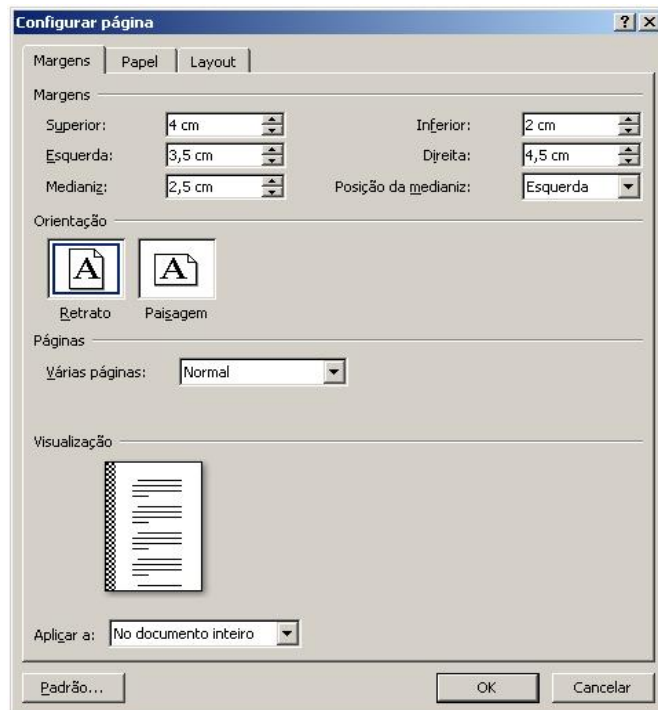 Configurar página
Margens Papel Layout
Margens
Superior: 4 cm Inferior: 2 cm
Esquerda: 3,5 cm Direita: 4,5 cm
Medianiz: 2,5 cm Posição da medianiz: Esquerda
Orientação
A A
Retrato Paisagem
Páginas
Várias páginas: Normal
Visualização
Aplicar a: No documento inteiro
Padrão... OK Cancelar